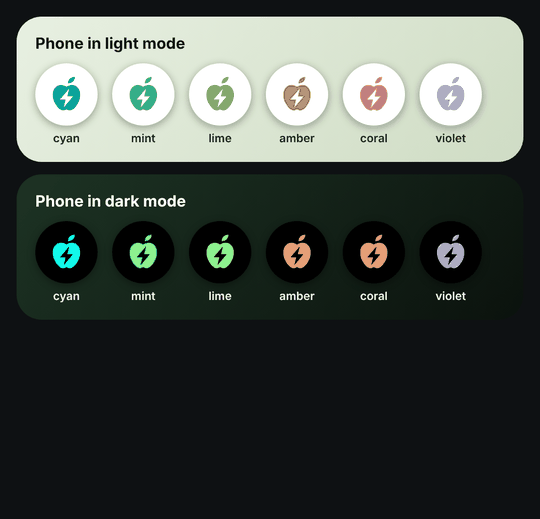 Phone in light mode
cyan mint lime amber coral violet
Phone in dark mode
cyan mint lime amber coral violet